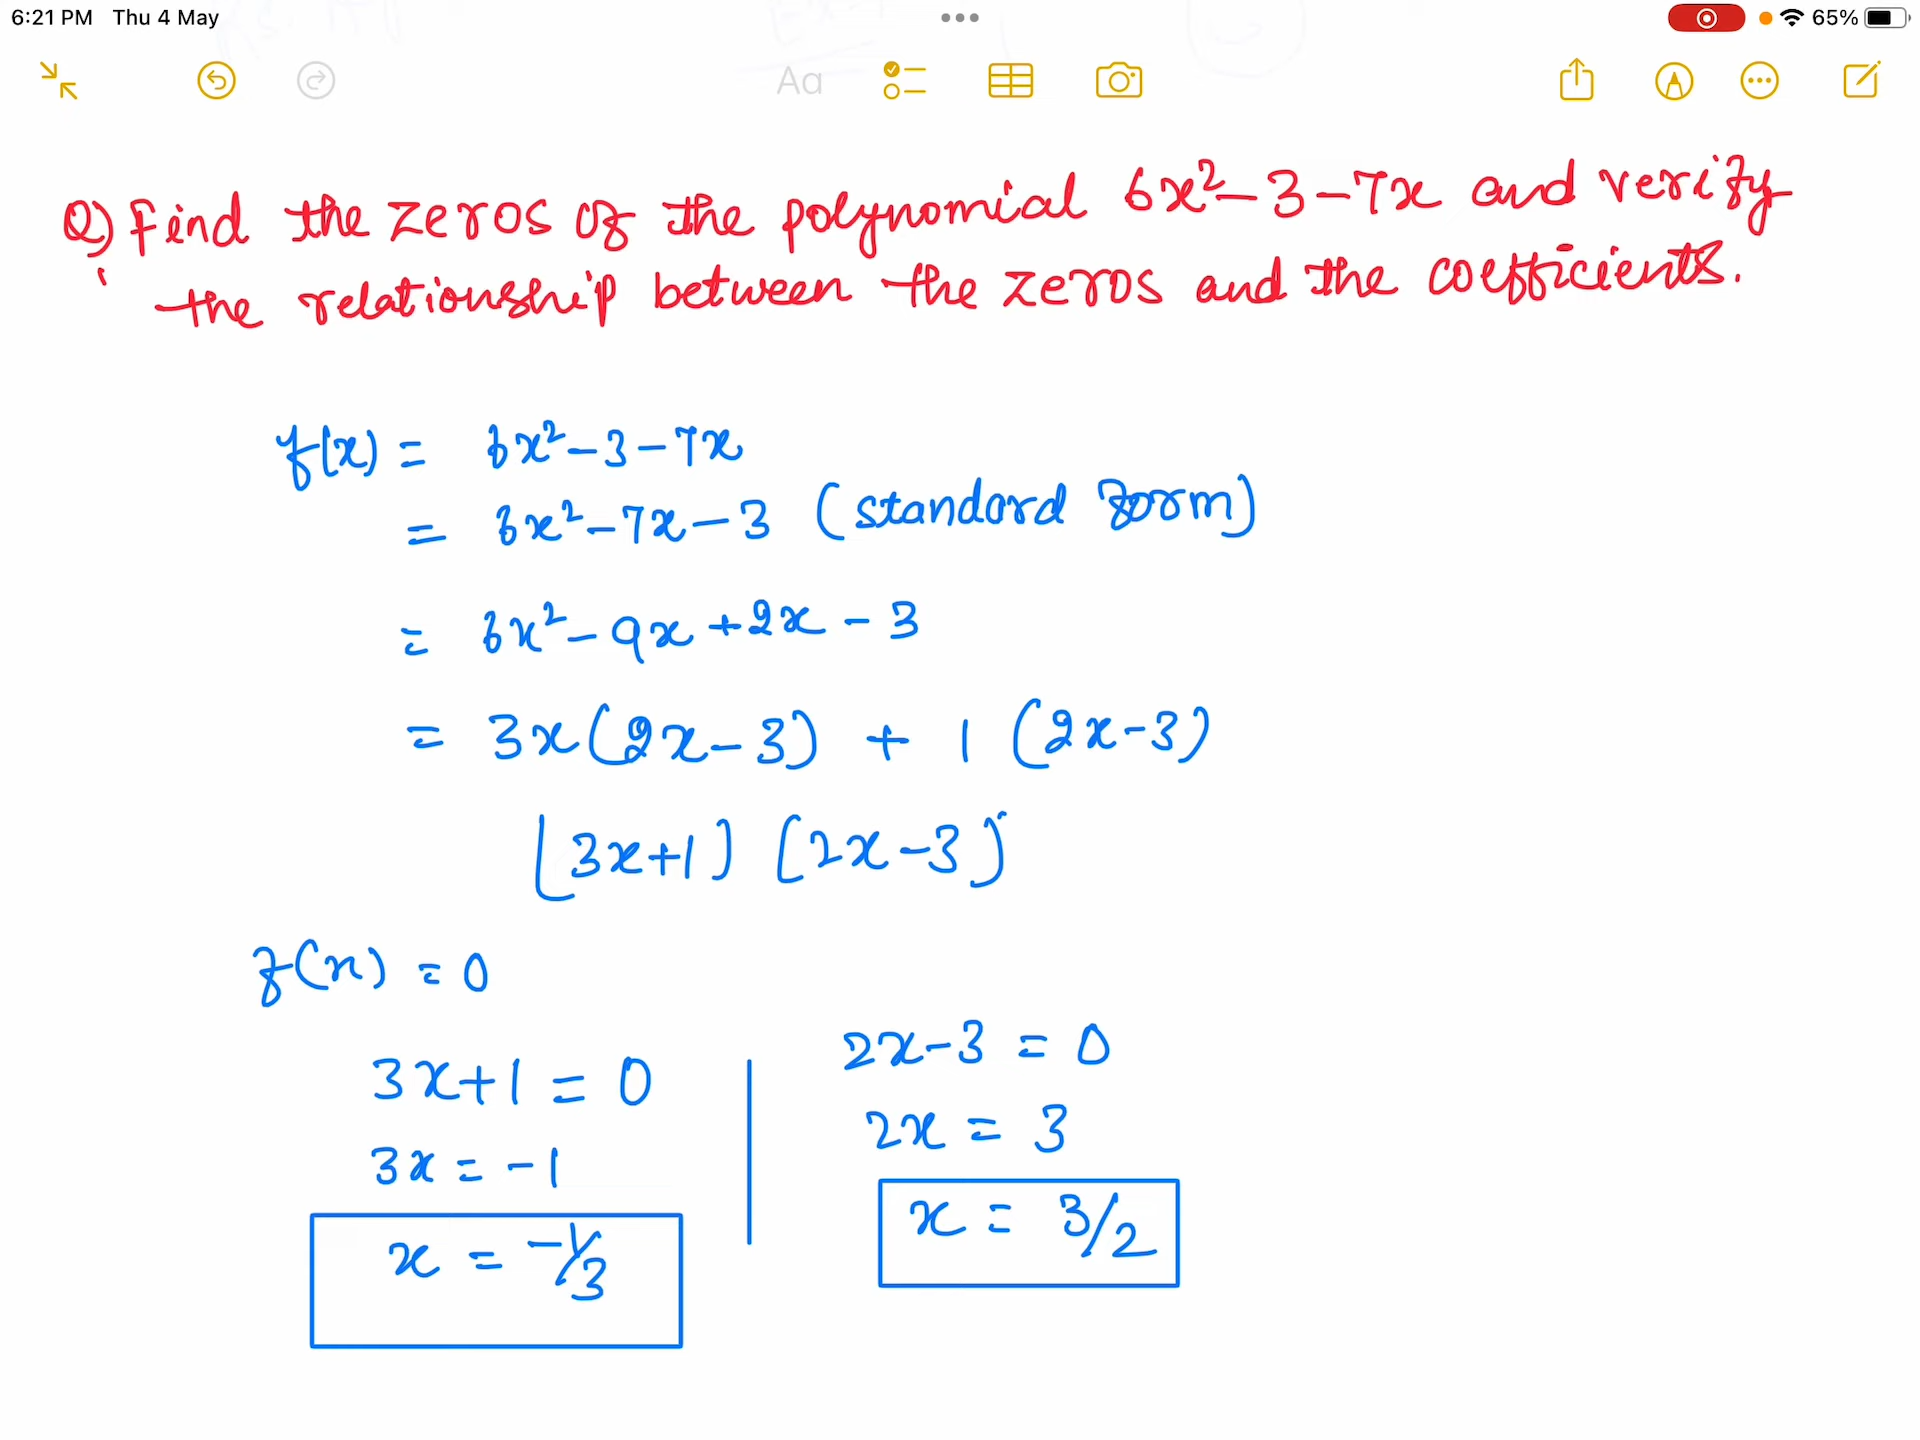 6:21 PM Thu 4 May
65%
Aa
Q) Find the zeros of the polynomial 6x²-3-7x and verify
the relationship between the zeros and the coefficients.
f(x) = 6x²-3-7x
= 6x²-7x-3 (standard form)
= 6x²-9x+2x-3
= 3x(2x-3) + 1 (2x-3)
(3x+1) (2x-3)
f(x) = 0
3x+1 = 0
3x = -1
x = -1/3
2x-3 = 0
2x = 3
x = 3/2